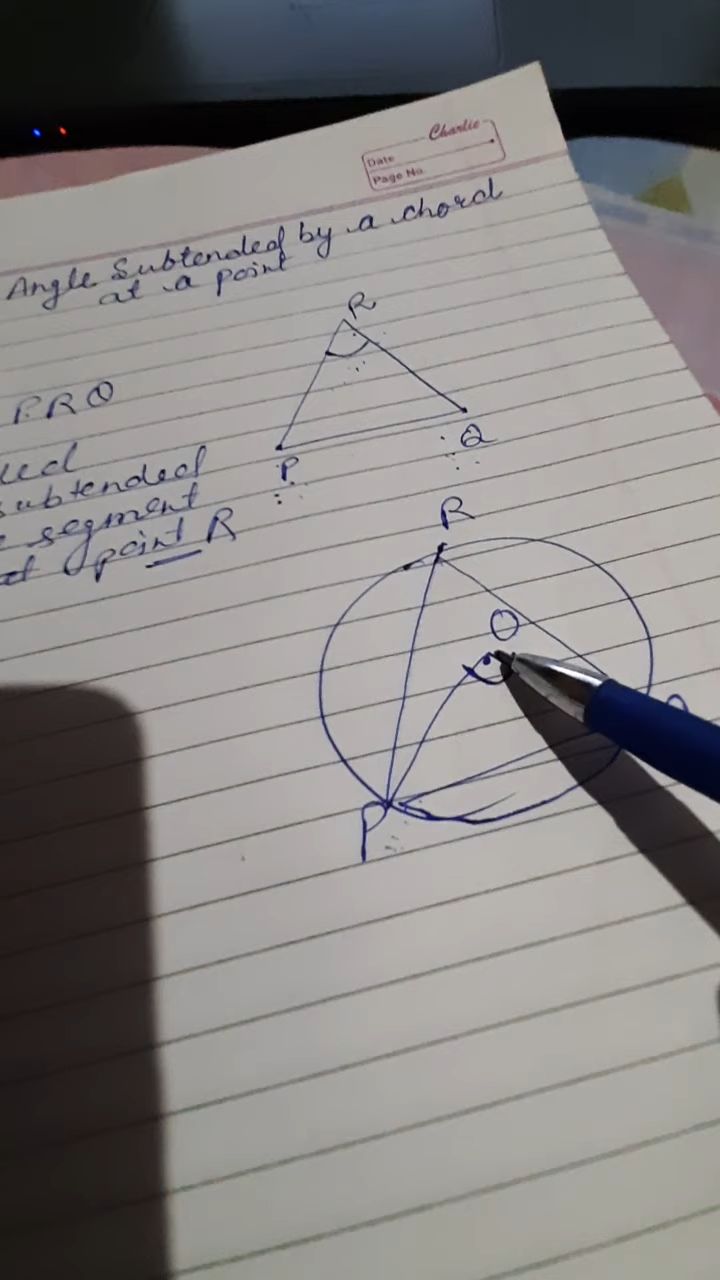 Charlie
Date
Page No.
Angle Subtended by a chord
at a point
R
PRQ
P
Q
subtended
segment
point R
R
O
P